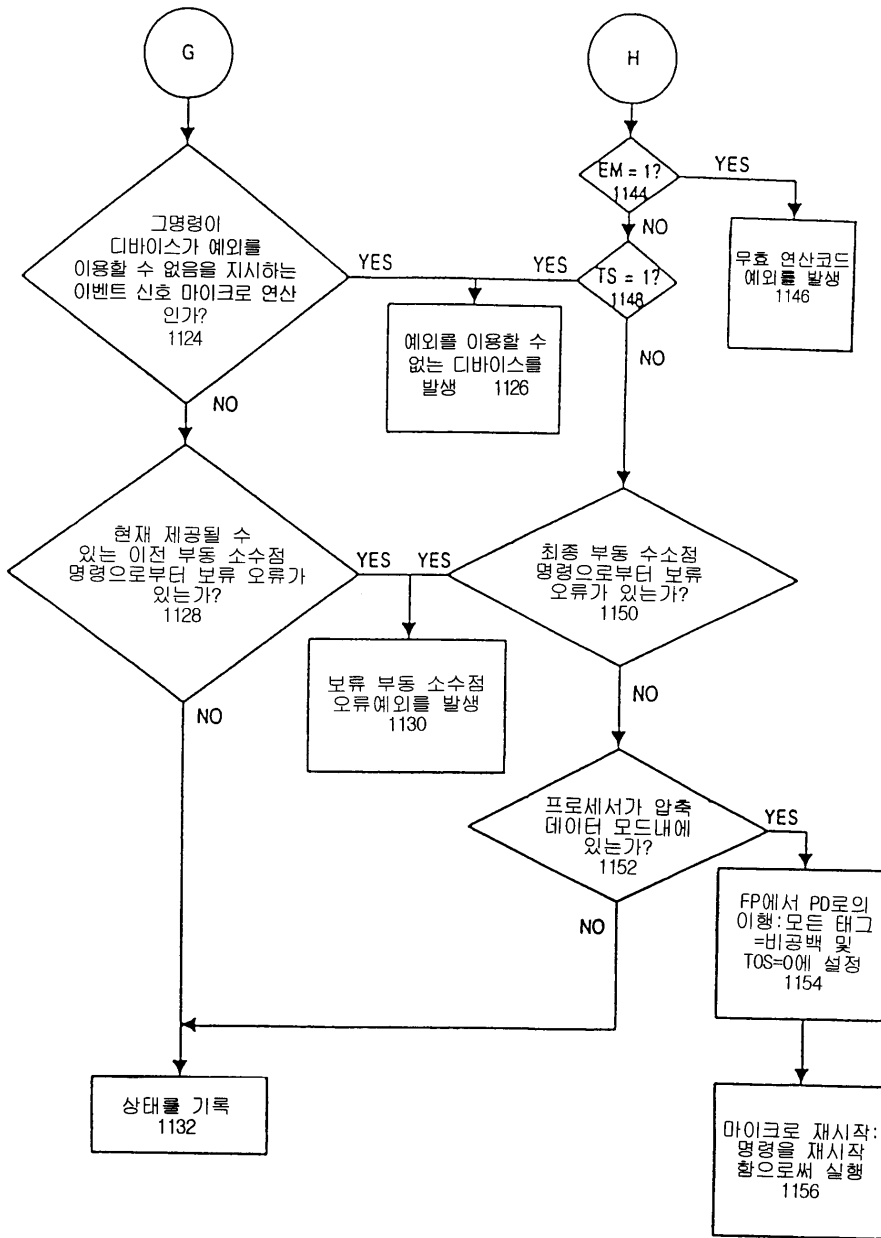 G
H
EM = 1?
1144
YES
NO
그명령이
디바이스가 예외를
이용할 수 없음을 지시하는
이벤트 신호 마이크로 연산
인가?
1124
YES
YES
TS = 1?
1148
무효 연산코드
예외를 발생
1146
예외를 이용할 수
없는 디바이스를
발생 1126
NO
NO
현재 제공될 수
있는 이전 부동 소수점
명령으로부터 보류 오류가
있는가?
1128
YES
YES
최종 부동 수소점
명령으로부터 보류
오류가 있는가?
1150
보류 부동 소수점
오류예외를 발생
1130
NO
NO
프로세서가 압축
데이터 모드내에
있는가?
1152
YES
NO
FP에서 PD로의
이행:모든 태그
=비공백 및
TOS=0에 설정
1154
상태를 기록
1132
마이크로 재시작:
명령을 재시작
함으로써 실행
1156